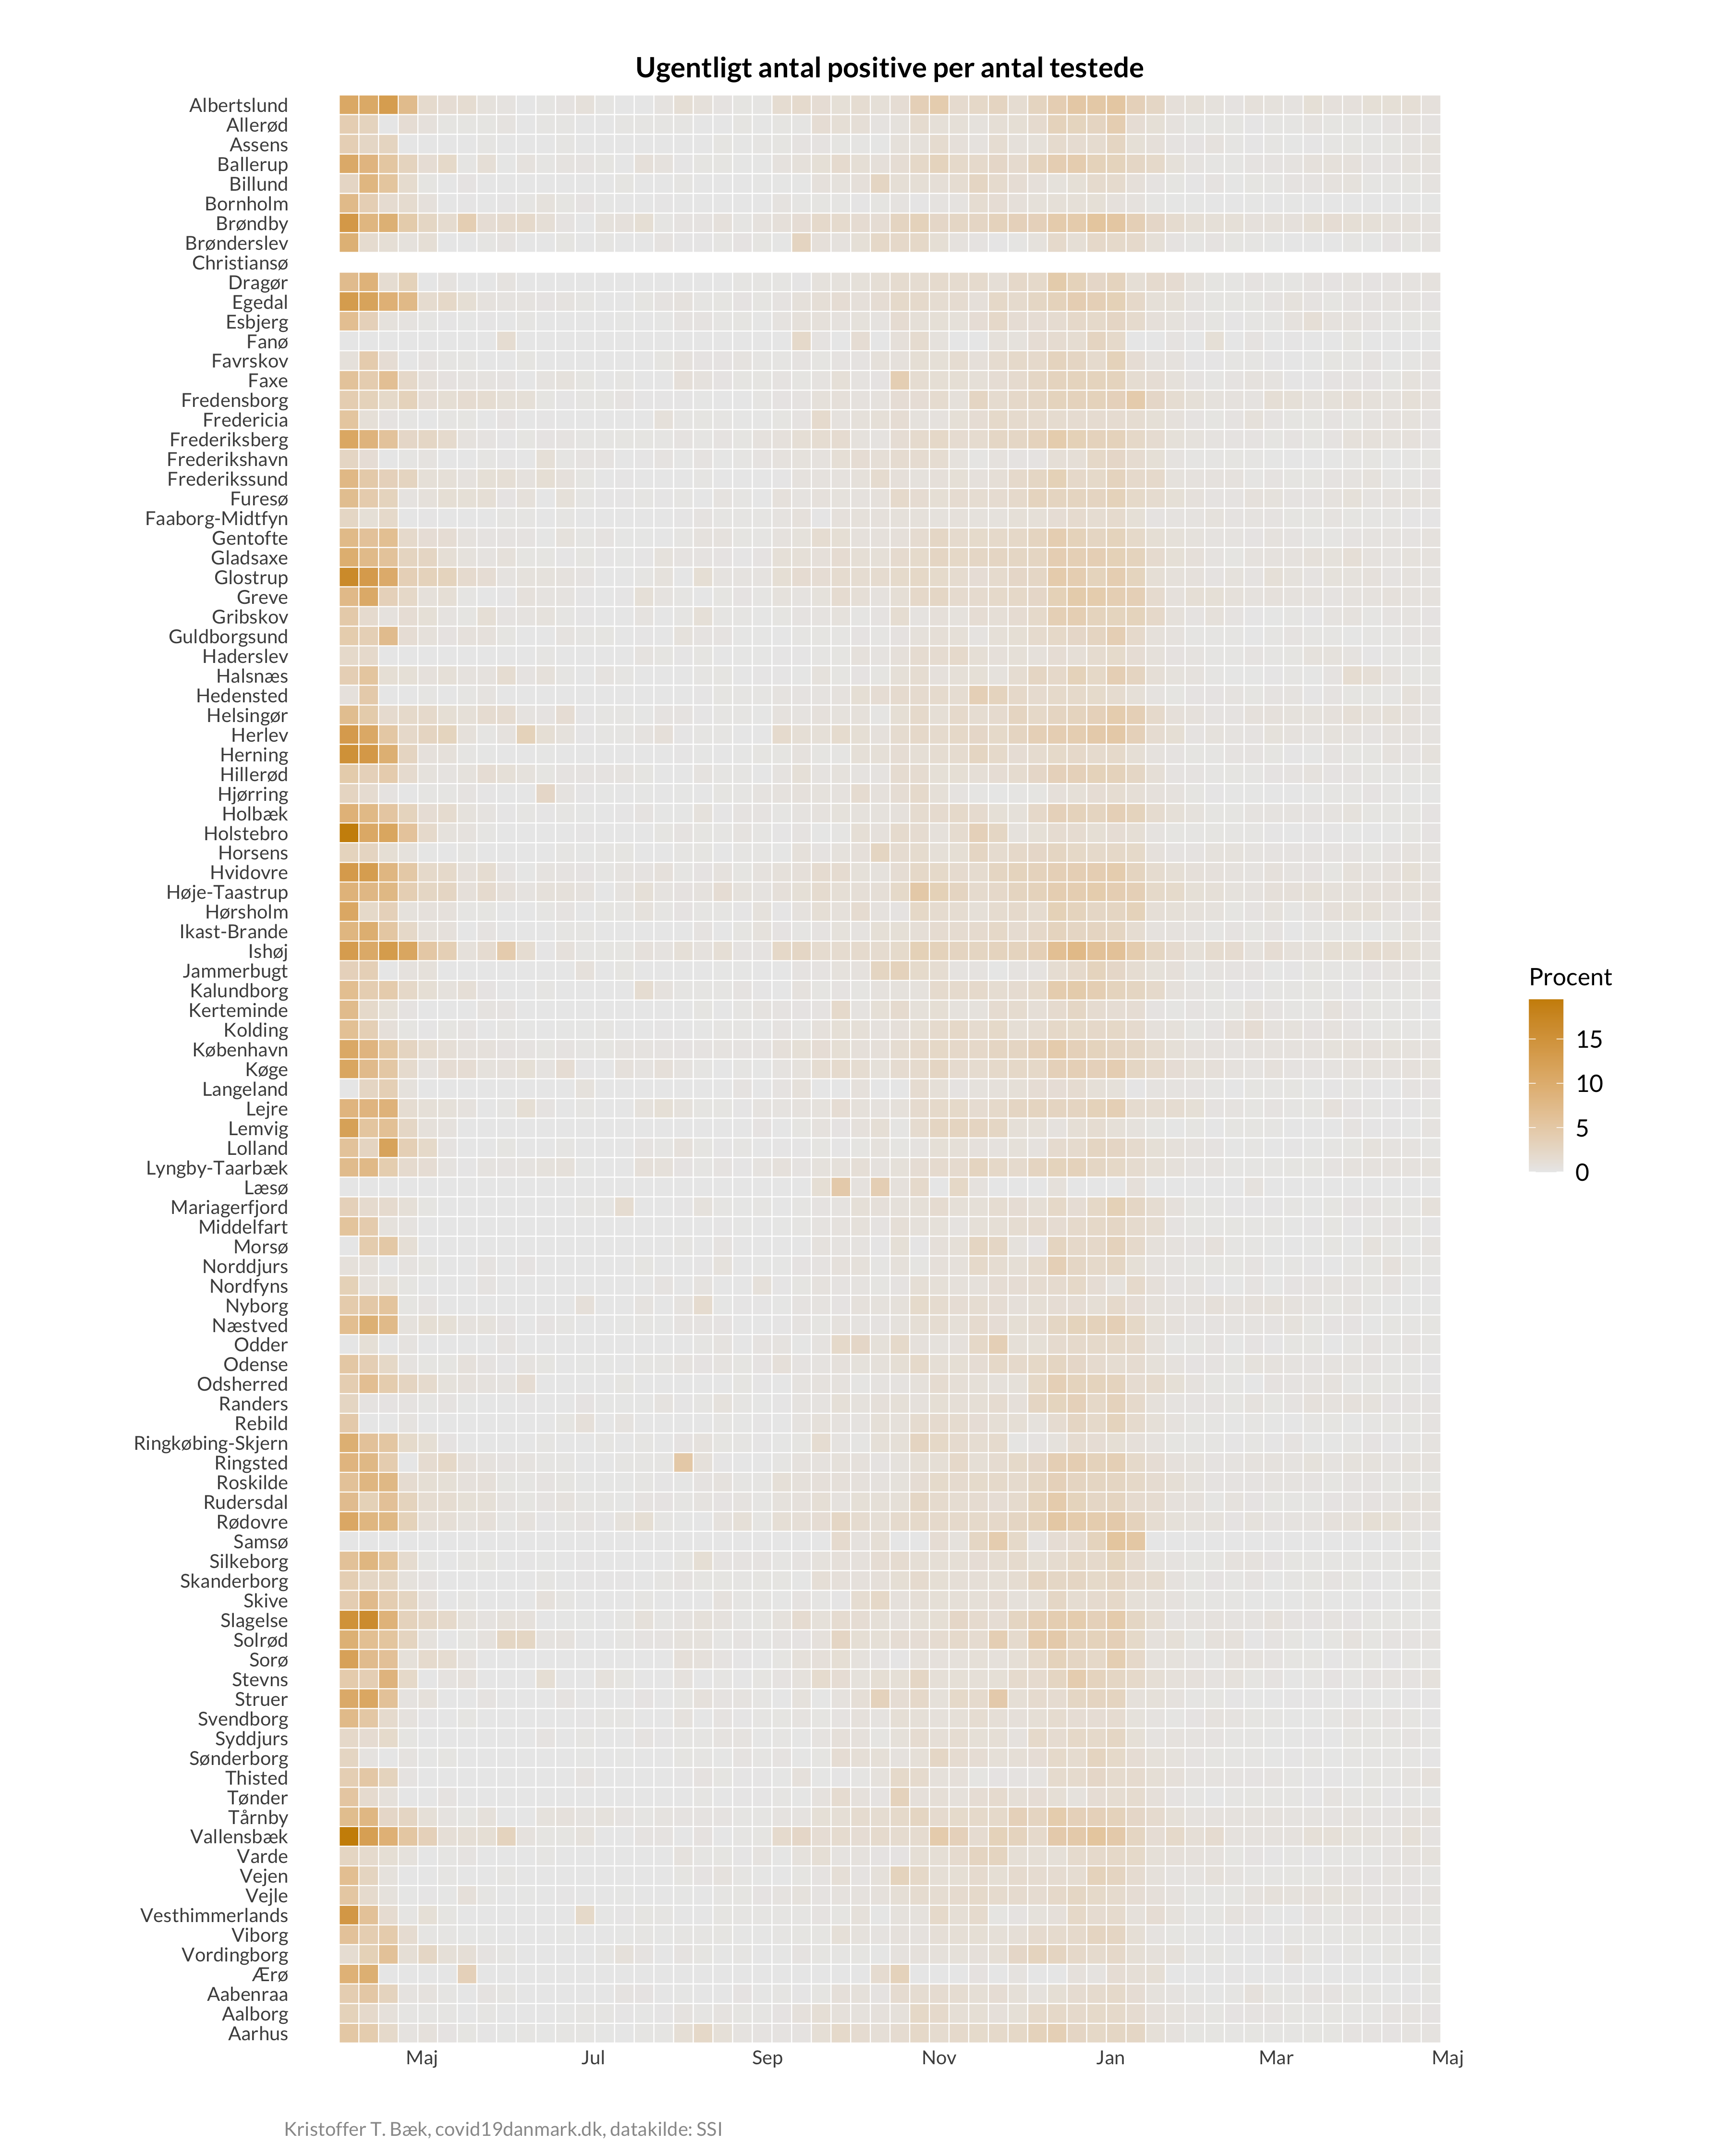 Ugentligt antal positive per antal testede
Albertslund
Allerød
Assens
Ballerup
Billund
Bornholm
Brøndby
Brønderslev
Christiansø
Dragør
Egedal
Esbjerg
Fanø
Favrskov
Faxe
Fredensborg
Fredericia
Frederiksberg
Frederikshavn
Frederikssund
Furesø
Faaborg-Midtfyn
Gentofte
Gladsaxe
Glostrup
Greve
Gribskov
Guldborgsund
Haderslev
Halsnæs
Hedensted
Helsingør
Herlev
Herning
Hillerød
Hjørring
Holbæk
Holstebro
Horsens
Hvidovre
Høje-Taastrup
Hørsholm
Ikast-Brande
Ishøj
Jammerbugt
Kalundborg
Kerteminde
Kolding
København
Køge
Langeland
Lejre
Lemvig
Lolland
Lyngby-Taarbæk
Læsø
Mariagerfjord
Middelfart
Morsø
Norddjurs
Nordfyns
Nyborg
Næstved
Odder
Odense
Odsherred
Randers
Rebild
Ringkøbing-Skjern
Ringsted
Roskilde
Rudersdal
Rødovre
Samsø
Silkeborg
Skanderborg
Skive
Slagelse
Solrød
Sorø
Stevns
Struer
Svendborg
Syddjurs
Sønderborg
Thisted
Tønder
Tårnby
Vallensbæk
Varde
Vejen
Vejle
Vesthimmerlands
Viborg
Vordingborg
Ærø
Aabenraa
Aalborg
Aarhus
Maj Jul Sep Nov Jan Mar Maj
Procent
15
10
5
0
Kristoffer T. Bæk, covid19danmark.dk, datakilde: SSI